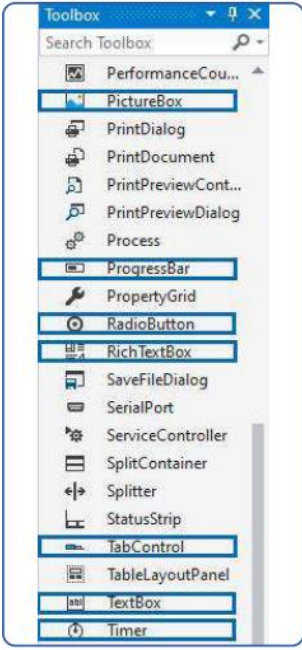 Toolbox
Search Toolbox
PerformanceCou...
PictureBox
PrintDialog
PrintDocument
PrintPreviewCont...
PrintPreviewDialog
Process
ProgressBar
PropertyGrid
RadioButton
RichTextBox
SaveFileDialog
SerialPort
ServiceController
SplitContainer
Splitter
StatusStrip
TabControl
TableLayoutPanel
TextBox
Timer